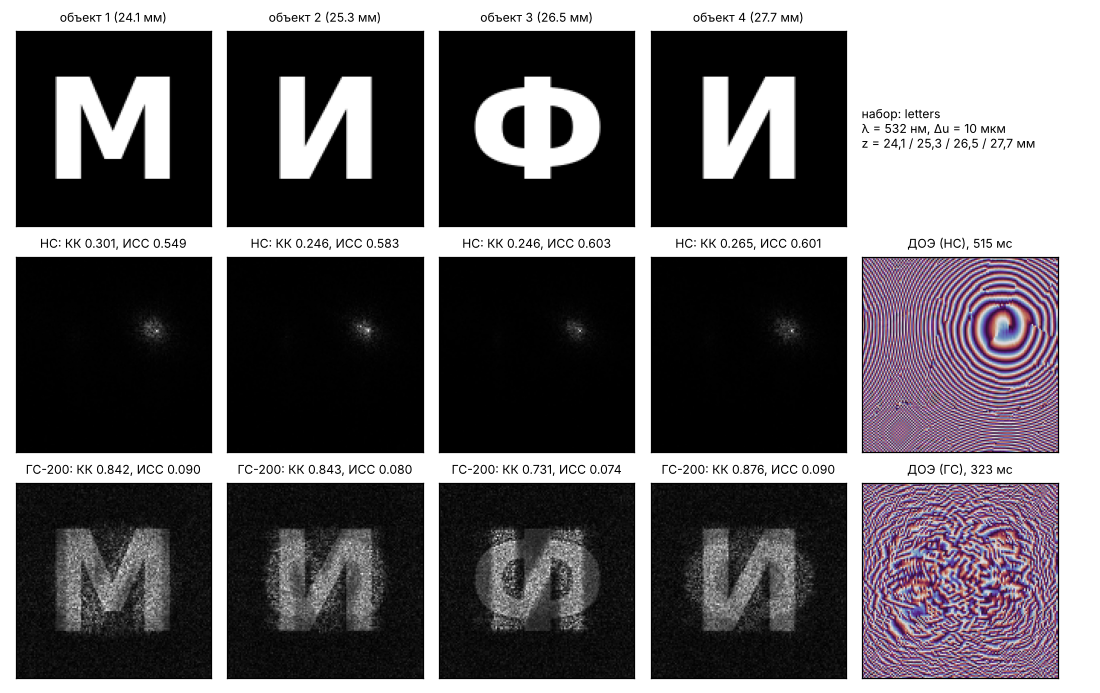 объект 1 (24.1 мм)
объект 2 (25.3 мм)
объект 3 (26.5 мм)
объект 4 (27.7 мм)
М
И
Ф
И
набор: letters
λ = 532 нм, Δu = 10 мкм
z = 24,1 / 25,3 / 26,5 / 27,7 мм
НС: КК 0.301, ИСС 0.549
НС: КК 0.246, ИСС 0.583
НС: КК 0.246, ИСС 0.603
НС: КК 0.265, ИСС 0.601
ДОЭ (НС), 515 мс
ГС-200: КК 0.842, ИСС 0.090
ГС-200: КК 0.843, ИСС 0.080
ГС-200: КК 0.731, ИСС 0.074
ГС-200: КК 0.876, ИСС 0.090
ДОЭ (ГС), 323 мс
М
И
Ф
И